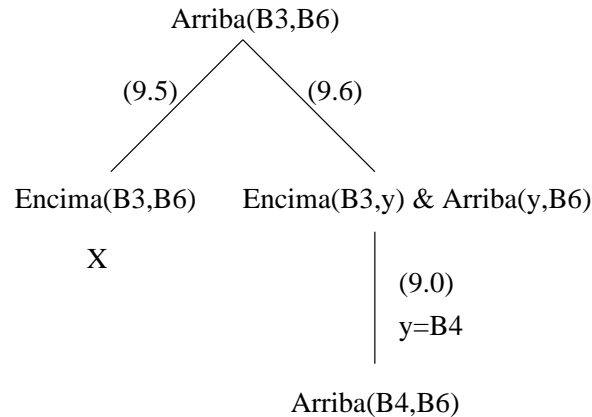 Arriba(B3,B6)
(9.5) (9.6)
Encima(B3,B6) Encima(B3,y) & Arriba(y,B6)
X
(9.0)
y=B4
Arriba(B4,B6)